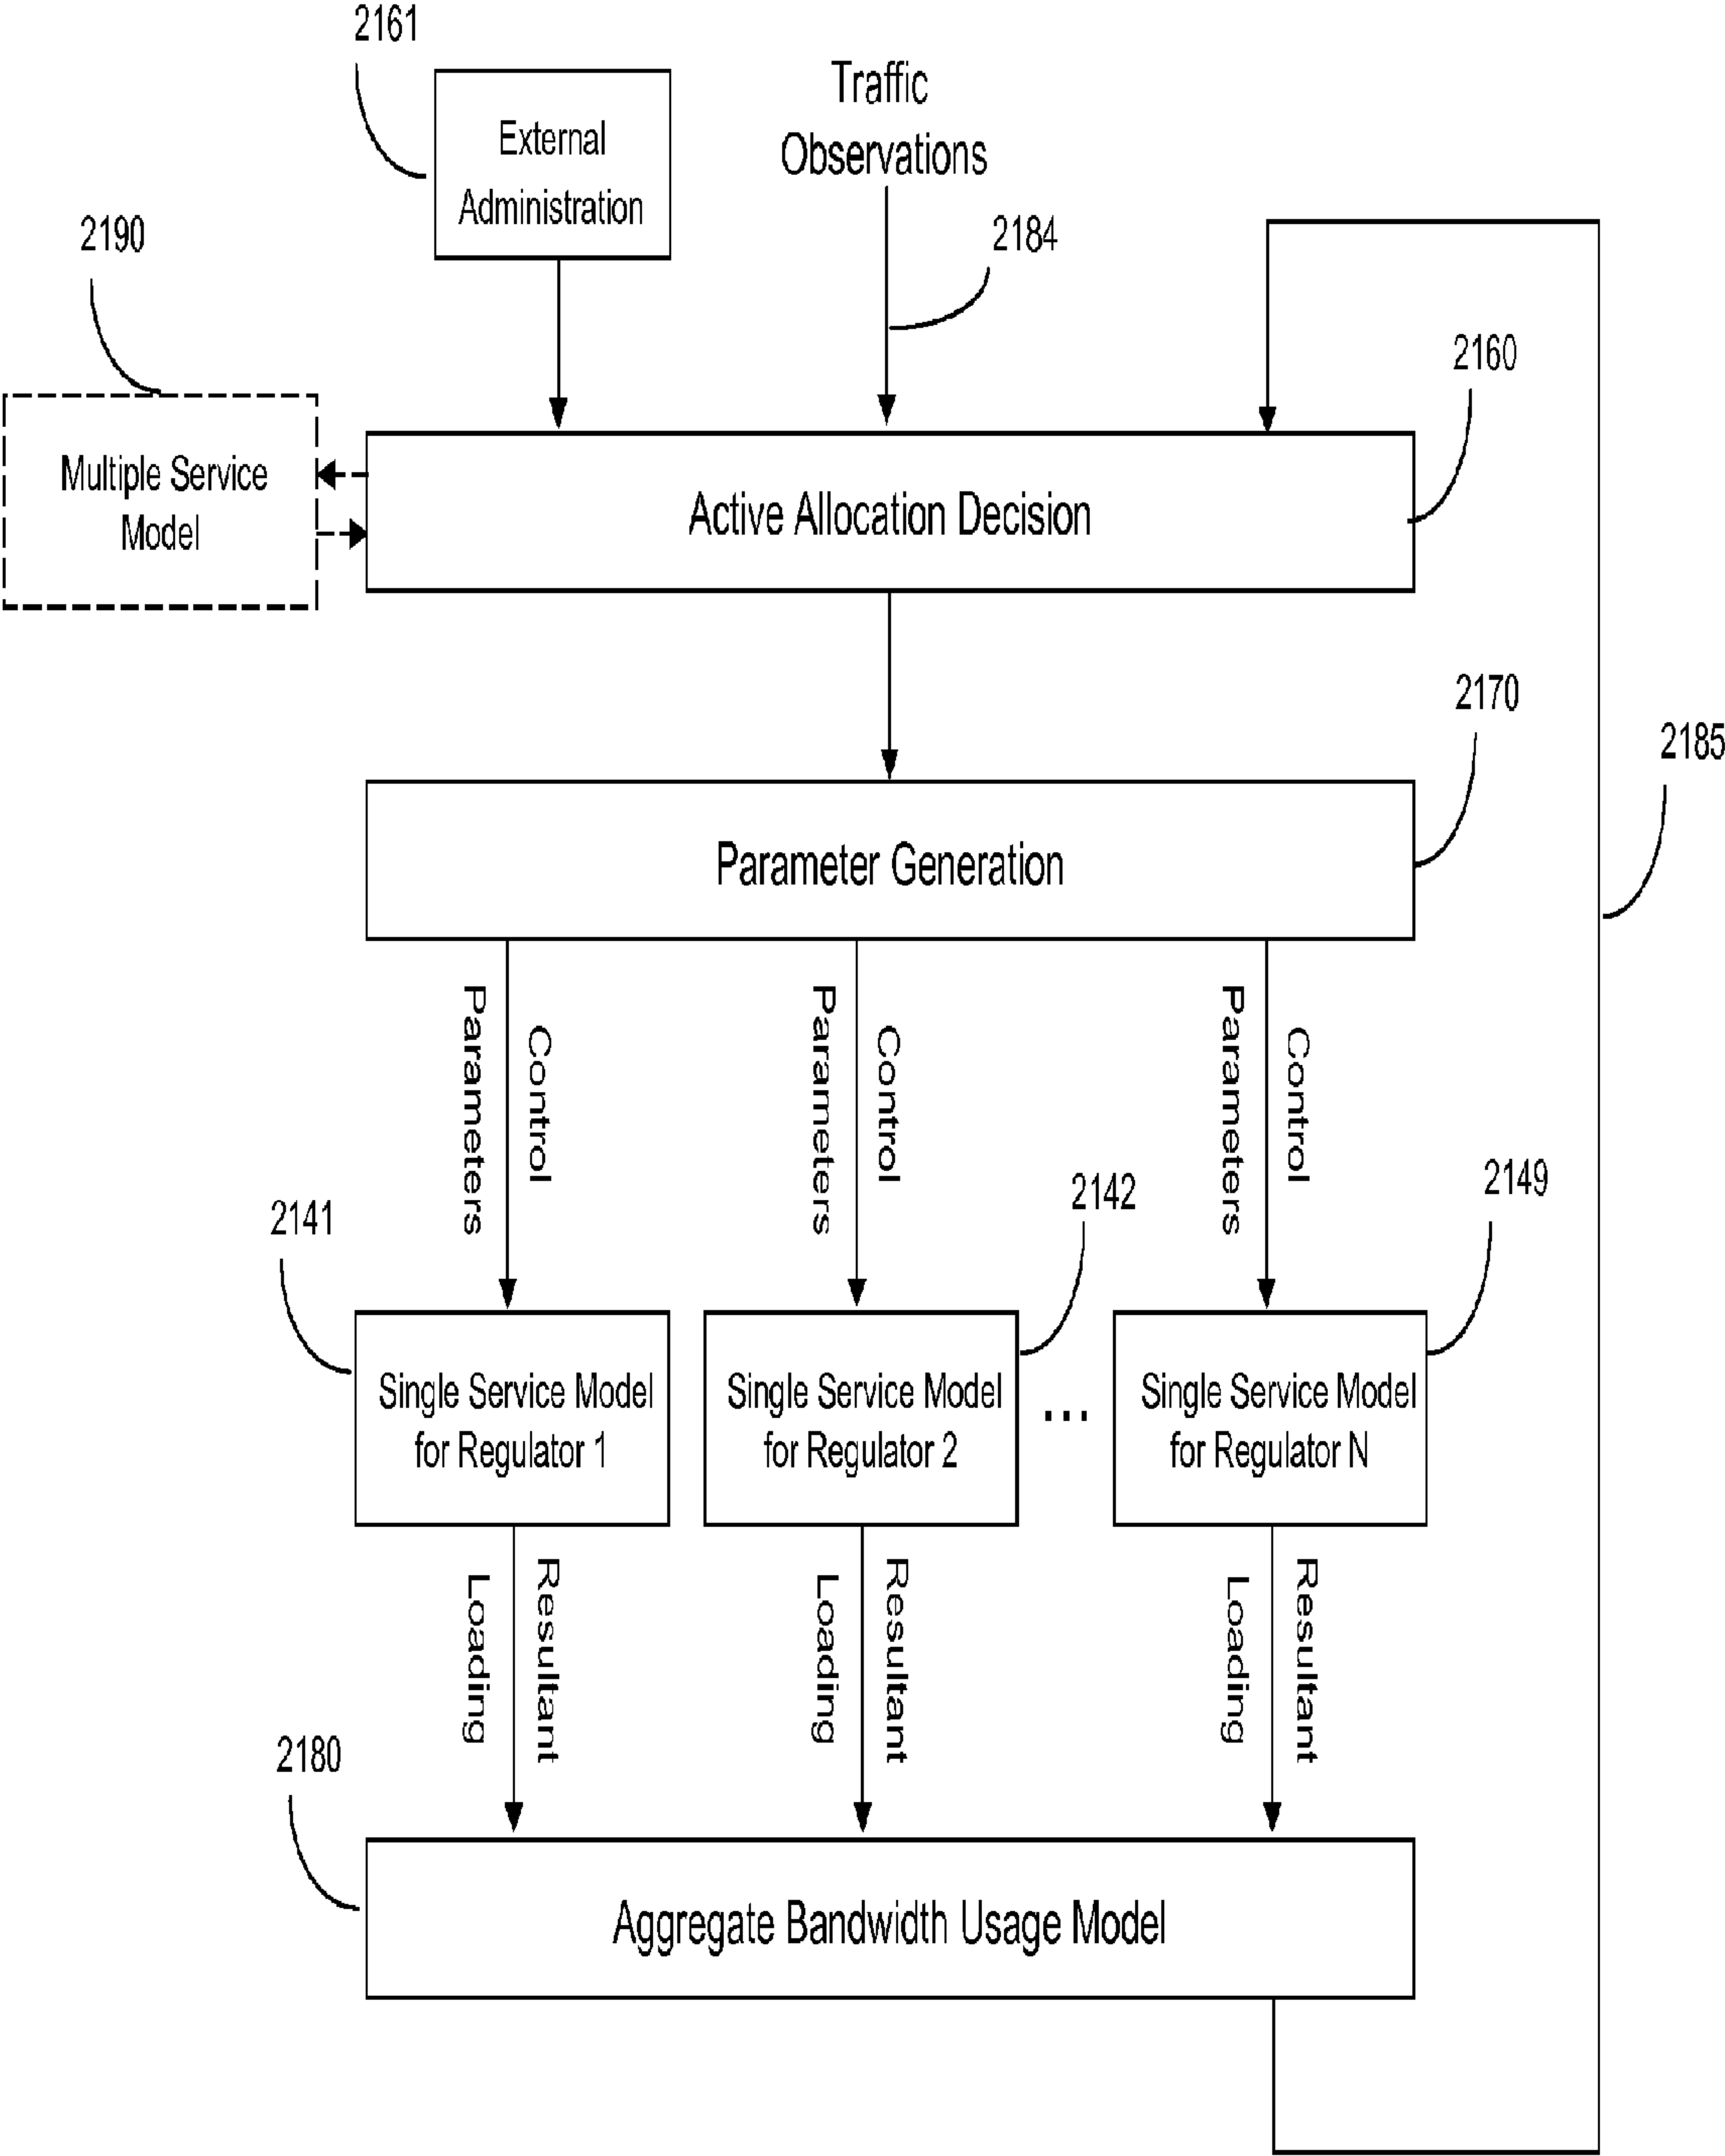 2161
External
Administration
Traffic
Observations
2190
2184
2160
Multiple Service
Model
Active Allocation Decision
2170
2185
Parameter Generation
Control
Parameters
Control
Parameters
Control
Parameters
2141
2142
2149
Single Service Model
for Regulator 1
Single Service Model
for Regulator 2
...
Single Service Model
for Regulator N
Resultant
Loading
Resultant
Loading
Resultant
Loading
2180
Aggregate Bandwidth Usage Model